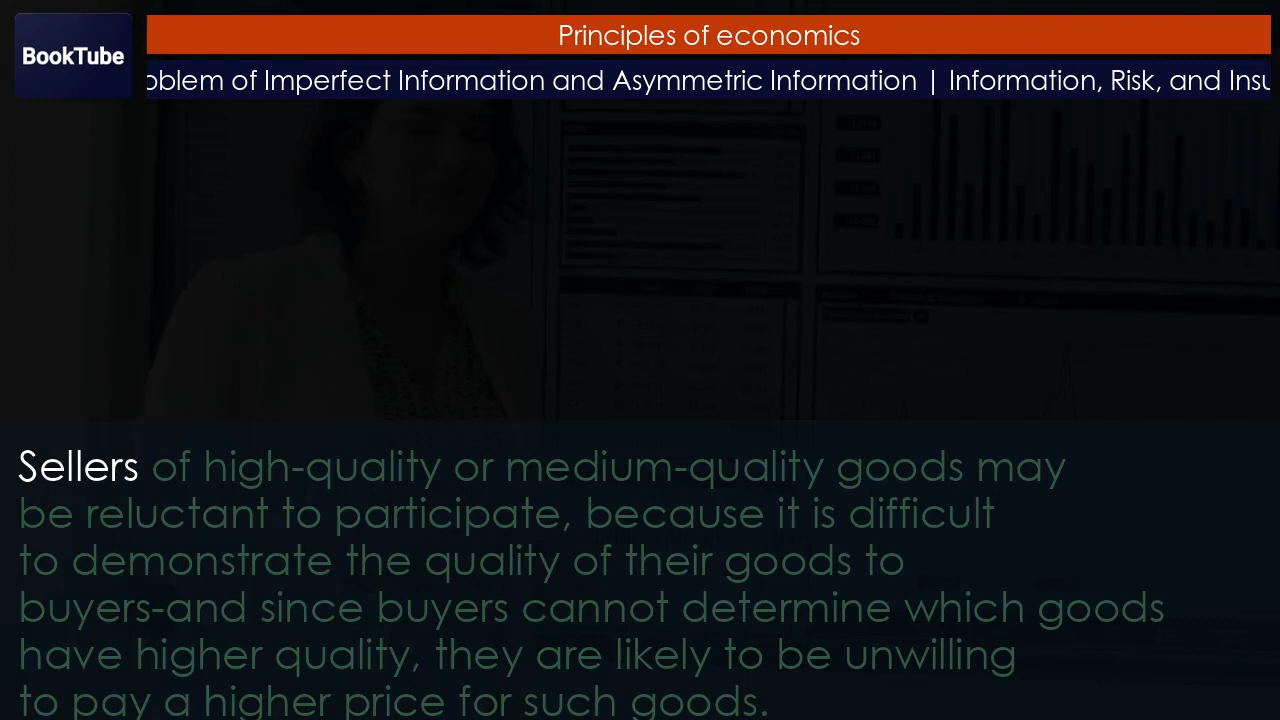 Principles of economics
BookTube
oblem of Imperfect Information and Asymmetric Information | Information, Risk, and Insu
Sellers of high-quality or medium-quality goods may
be reluctant to participate, because it is difficult
to demonstrate the quality of their goods to
buyers-and since buyers cannot determine which goods
have higher quality, they are likely to be unwilling
to pay a higher price for such goods.